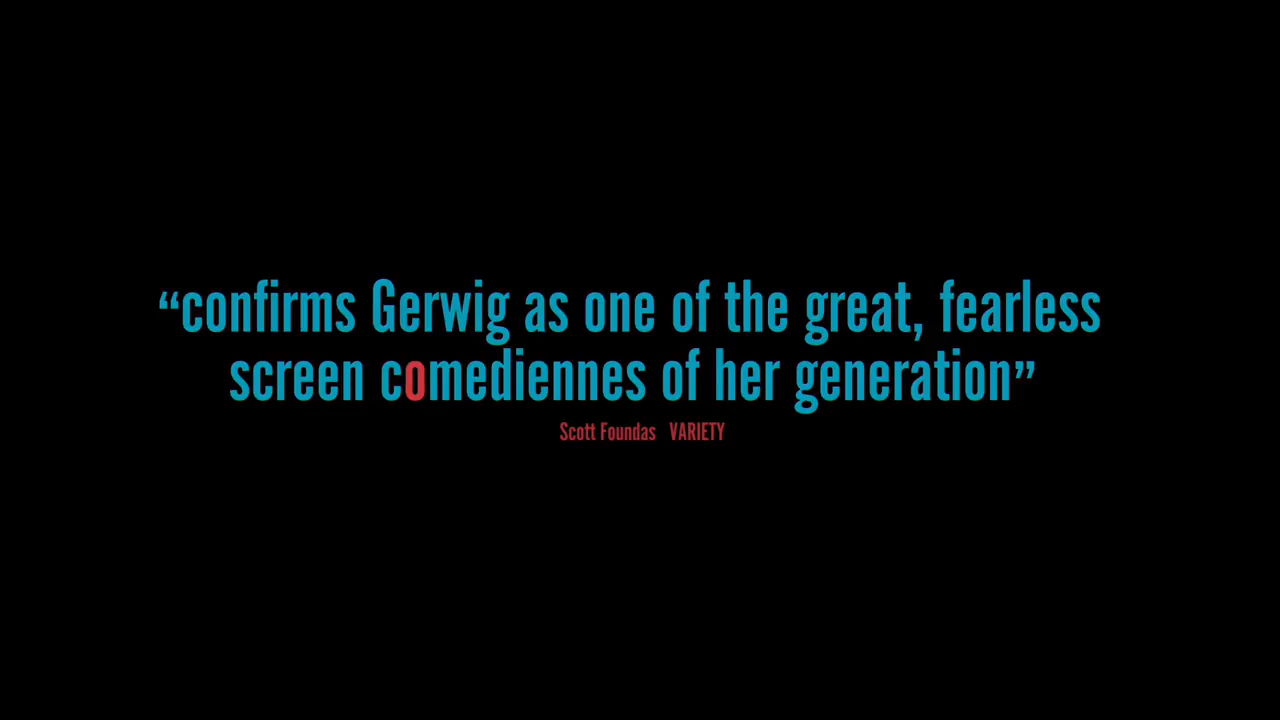 “confirms Gerwig as one of the great, fearless
screen comediennes of her generation”
Scott Foundas VARIETY